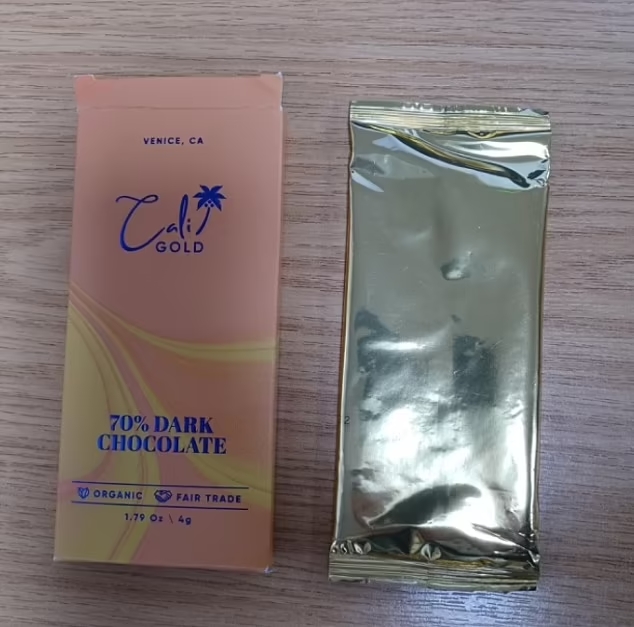 VENICE, CA
Cali
GOLD
70% DARK
CHOCOLATE
ORGANIC FAIR TRADE
1.79 Oz \ 4g